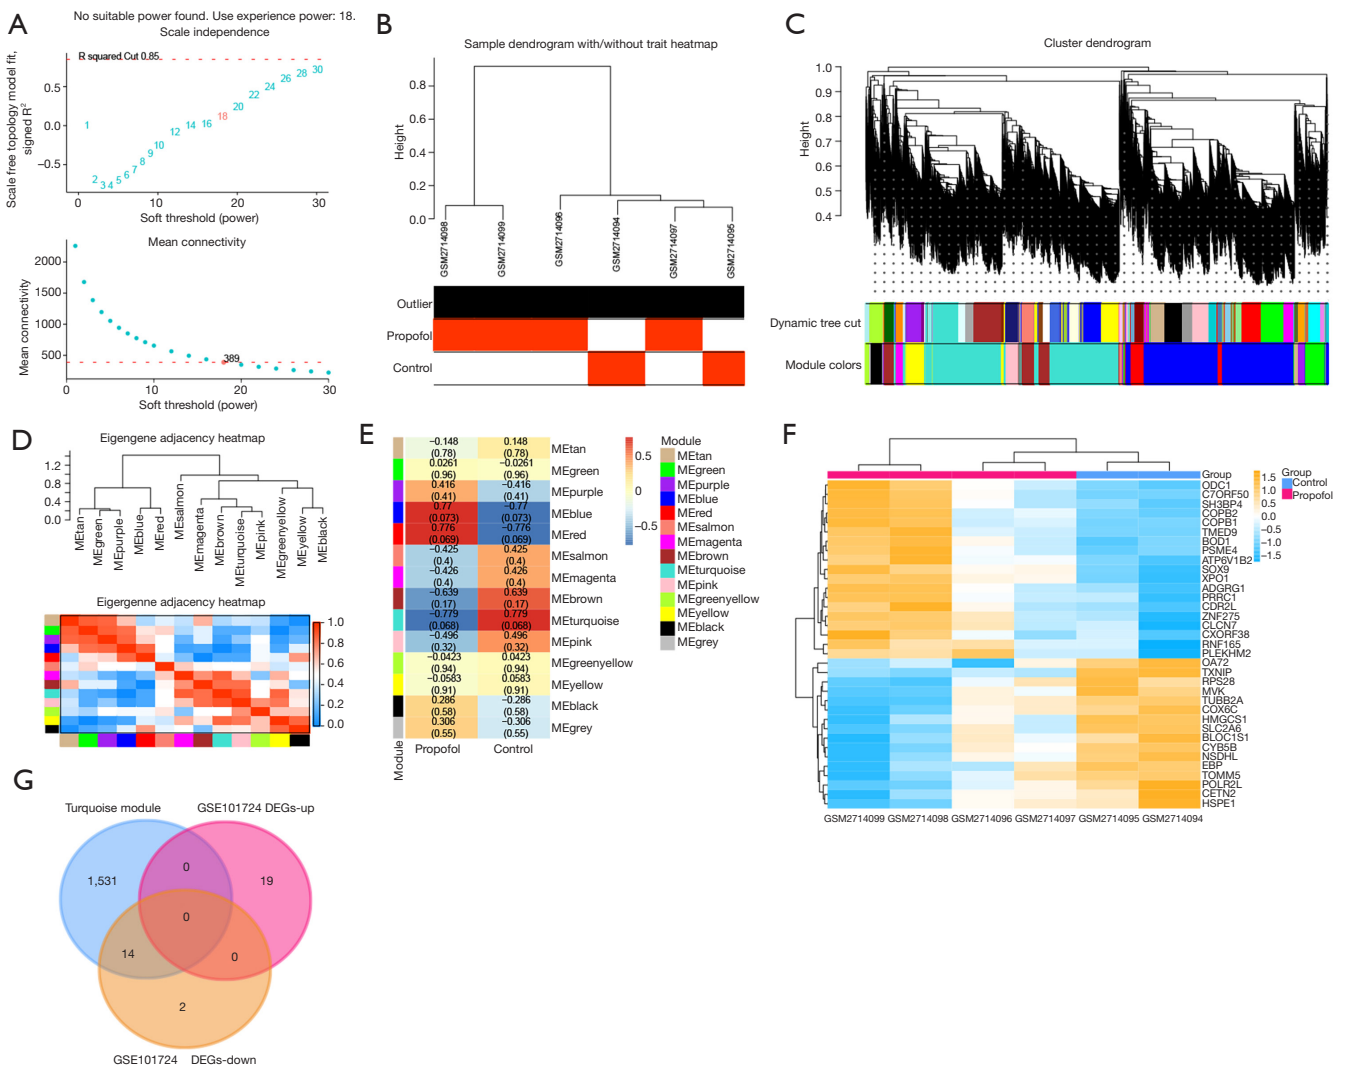 A
No suitable power found. Use experience power: 18.
Scale independence
R squared Cut 0.85
Scale free topology model fit,
signed R²
0.5
0.0
−0.5
1
2
3
4
5
6
7
8
9
10
12
14
16
18
20
22
24
26
28
30
0
10
20
30
Soft threshold (power)
Mean connectivity
Mean connectivity
2000
1500
1000
500
389
0
10
20
30
Soft threshold (power)
B
Sample dendrogram with/without trait heatmap
Height
0.8
0.6
0.4
0.2
0.0
GSM2714098
GSM2714099
GSM2714096
GSM2714094
GSM2714097
GSM2714095
Outlier
Propofol
Control
C
Cluster dendrogram
Height
1.0
0.9
0.8
0.7
0.6
0.5
0.4
Dynamic tree cut
Module colors
D
Eigengene adjacency heatmap
1.2
0.8
0.4
0.0
MEtan
MEgreen
MEpurple
MEblue
MEred
MEsalmon
MEmagenta
MEbrown
MEturquoise
MEpink
MEgreenyellow
MEyellow
MEblack
Eigergenne adjacency heatmap
1.0
0.8
0.6
0.4
0.2
0.0
E
−0.148
(0.78)
0.148
(0.78)
MEtan
0.0261
(0.96)
−0.0261
(0.96)
MEgreen
0.416
(0.41)
−0.416
(0.41)
MEpurple
0.77
(0.073)
−0.77
(0.073)
MEblue
0.776
(0.069)
−0.776
(0.069)
MEred
−0.425
(0.4)
0.425
(0.4)
MEsalmon
−0.426
(0.4)
0.426
(0.4)
MEmagenta
−0.639
(0.17)
0.639
(0.17)
MEbrown
−0.779
(0.068)
0.779
(0.068)
MEturquoise
−0.496
(0.32)
0.496
(0.32)
MEpink
−0.0423
(0.94)
0.0423
(0.94)
MEgreenyellow
−0.0583
(0.91)
0.0583
(0.91)
MEyellow
0.286
(0.58)
−0.286
(0.58)
MEblack
0.306
(0.55)
−0.306
(0.55)
MEgrey
Module
Propofol
Control
0.5
0
−0.5
Module
MEtan
MEgreen
MEpurple
MEblue
MEred
MEsalmon
MEmagenta
MEbrown
MEturquoise
MEpink
MEgreenyellow
MEyellow
MEblack
MEgrey
F
Group
ODC1
C7ORF50
SH3BP4
COPB2
COPB1
TMED9
BOD1
PSME4
ATP6V1B2
SOX9
XPO1
ADGRG1
PRRC1
CDR2L
ZNF275
CLCN7
CXORF38
RNF165
PLEKHM2
OA72
TXNIP
RPS28
MVK
TUBB2A
COX6C
HMGCS1
SLC2A6
BLOC1S1
CYB5B
NSDHL
EBP
TOMM5
POLR2L
CETN2
HSPE1
GSM2714099
GSM2714098
GSM2714096
GSM2714097
GSM2714095
GSM2714094
1.5
1.0
0.5
0.0
−0.5
−1.0
−1.5
Group
Control
Propofol
G
Turquoise module
GSE101724 DEGs-up
1,531
0
19
0
14
0
2
GSE101724 DEGs-down